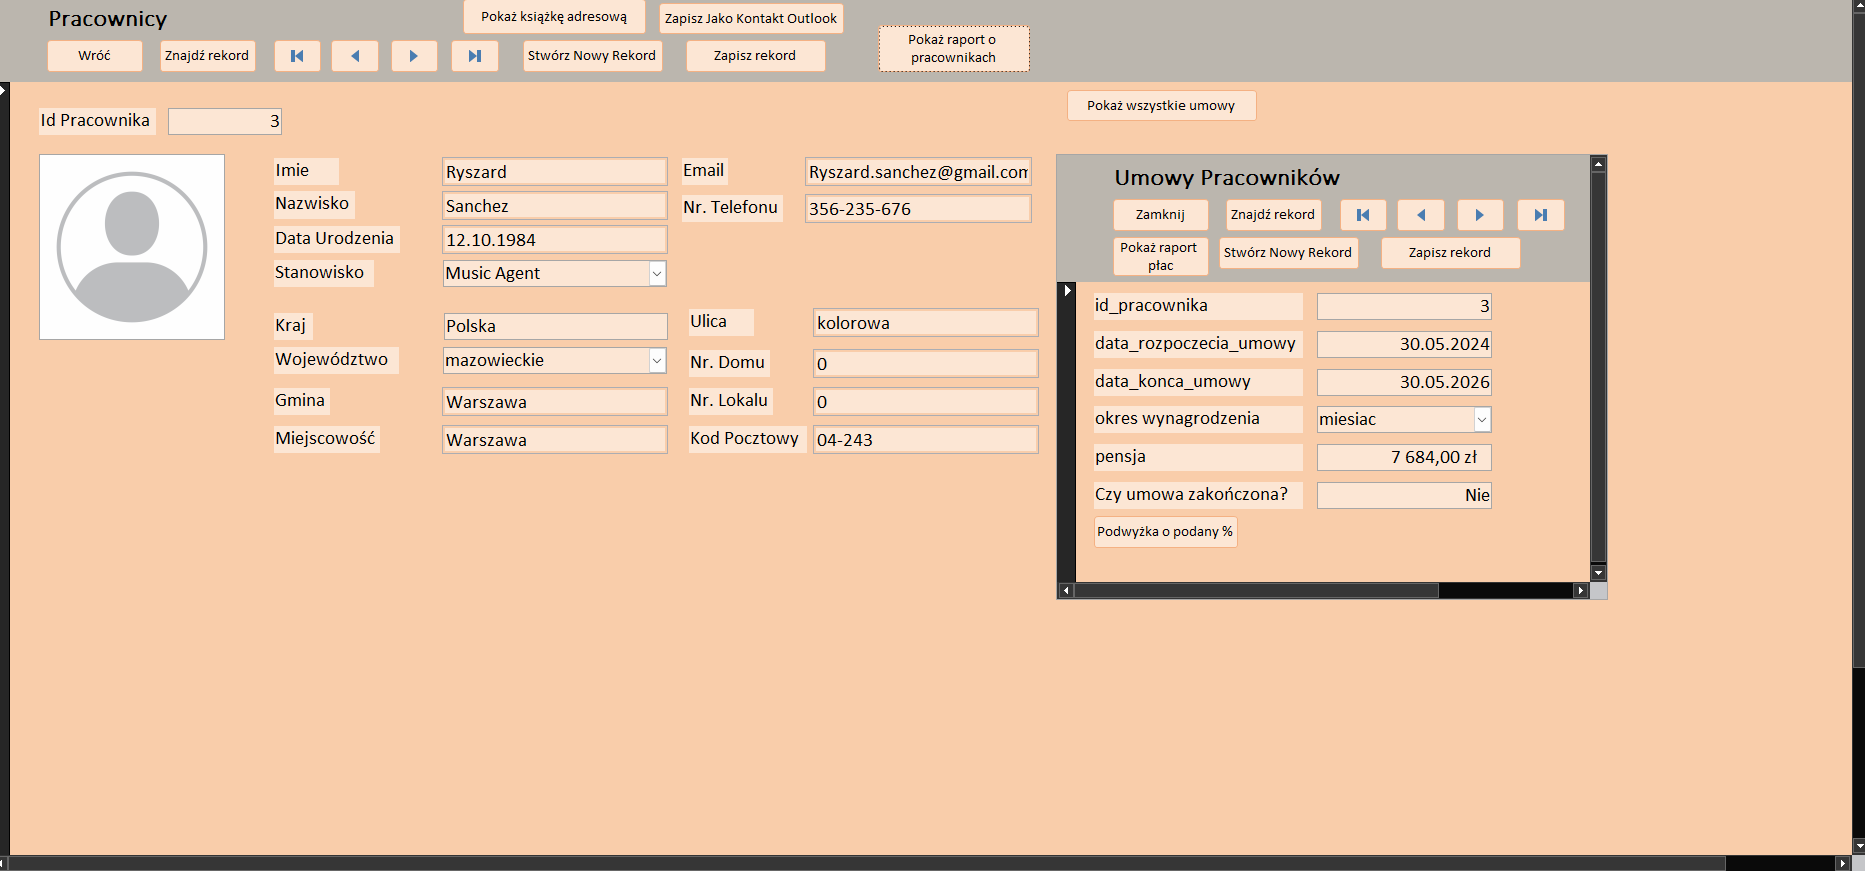 Pracownicy
Pokaż książkę adresową
Zapisz Jako Kontakt Outlook
Wróć
Znajdź rekord
Stwórz Nowy Rekord
Zapisz rekord
Pokaż raport o
pracownikach
Id Pracownika 3
Imie Ryszard
Nazwisko Sanchez
Data Urodzenia 12.10.1984
Stanowisko Music Agent
Email Ryszard.sanchez@gmail.com
Nr. Telefonu 356-235-676
Kraj Polska
Województwo mazowieckie
Gmina Warszawa
Miejscowość Warszawa
Ulica kolorowa
Nr. Domu 0
Nr. Lokalu 0
Kod Pocztowy 04-243
Pokaż wszystkie umowy
Umowy Pracowników
Zamknij
Znajdź rekord
Pokaż raport
płac
Stwórz Nowy Rekord
Zapisz rekord
id_pracownika 3
data_rozpoczecia_umowy 30.05.2024
data_konca_umowy 30.05.2026
okres wynagrodzenia miesiac
pensja 7 684,00 zł
Czy umowa zakończona? Nie
Podwyżka o podany %